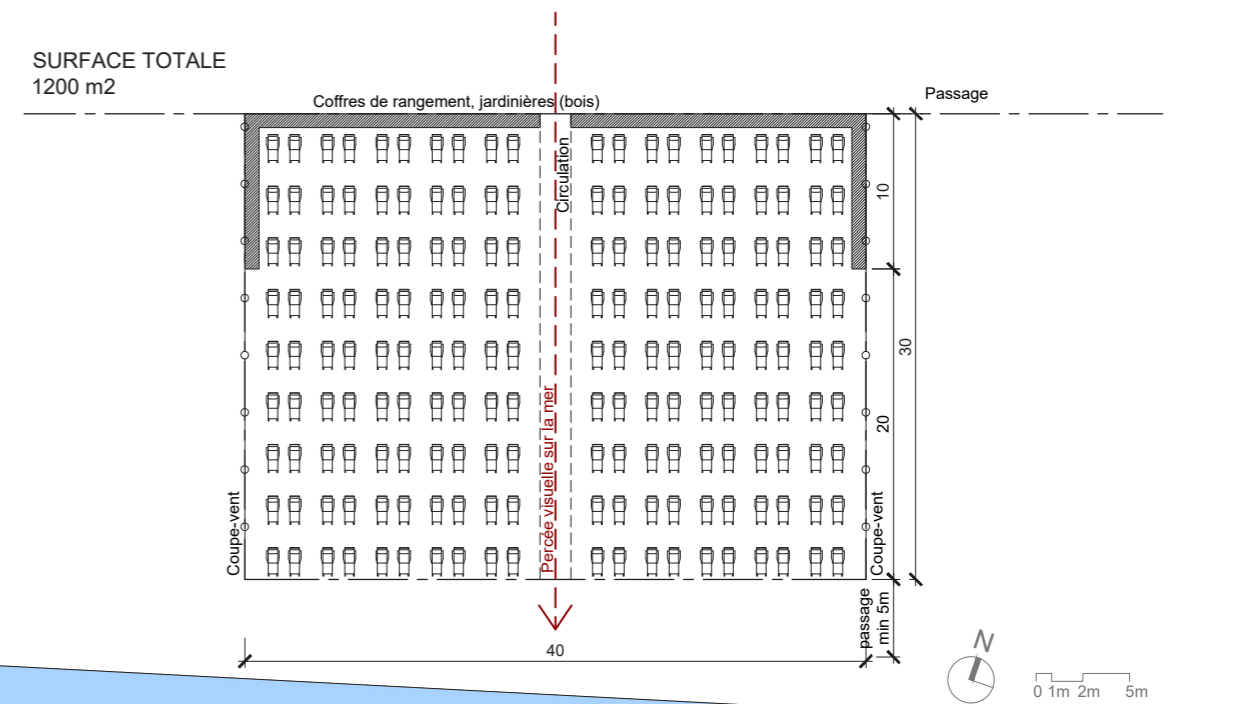 SURFACE TOTALE
1200 m2
Coffres de rangement, jardinières (bois)
Passage
Circulation
10
30
20
Percée visuelle sur la mer
Coupe-vent
Coupe-vent
passage
min 5m
40
N
0 1m 2m 5m